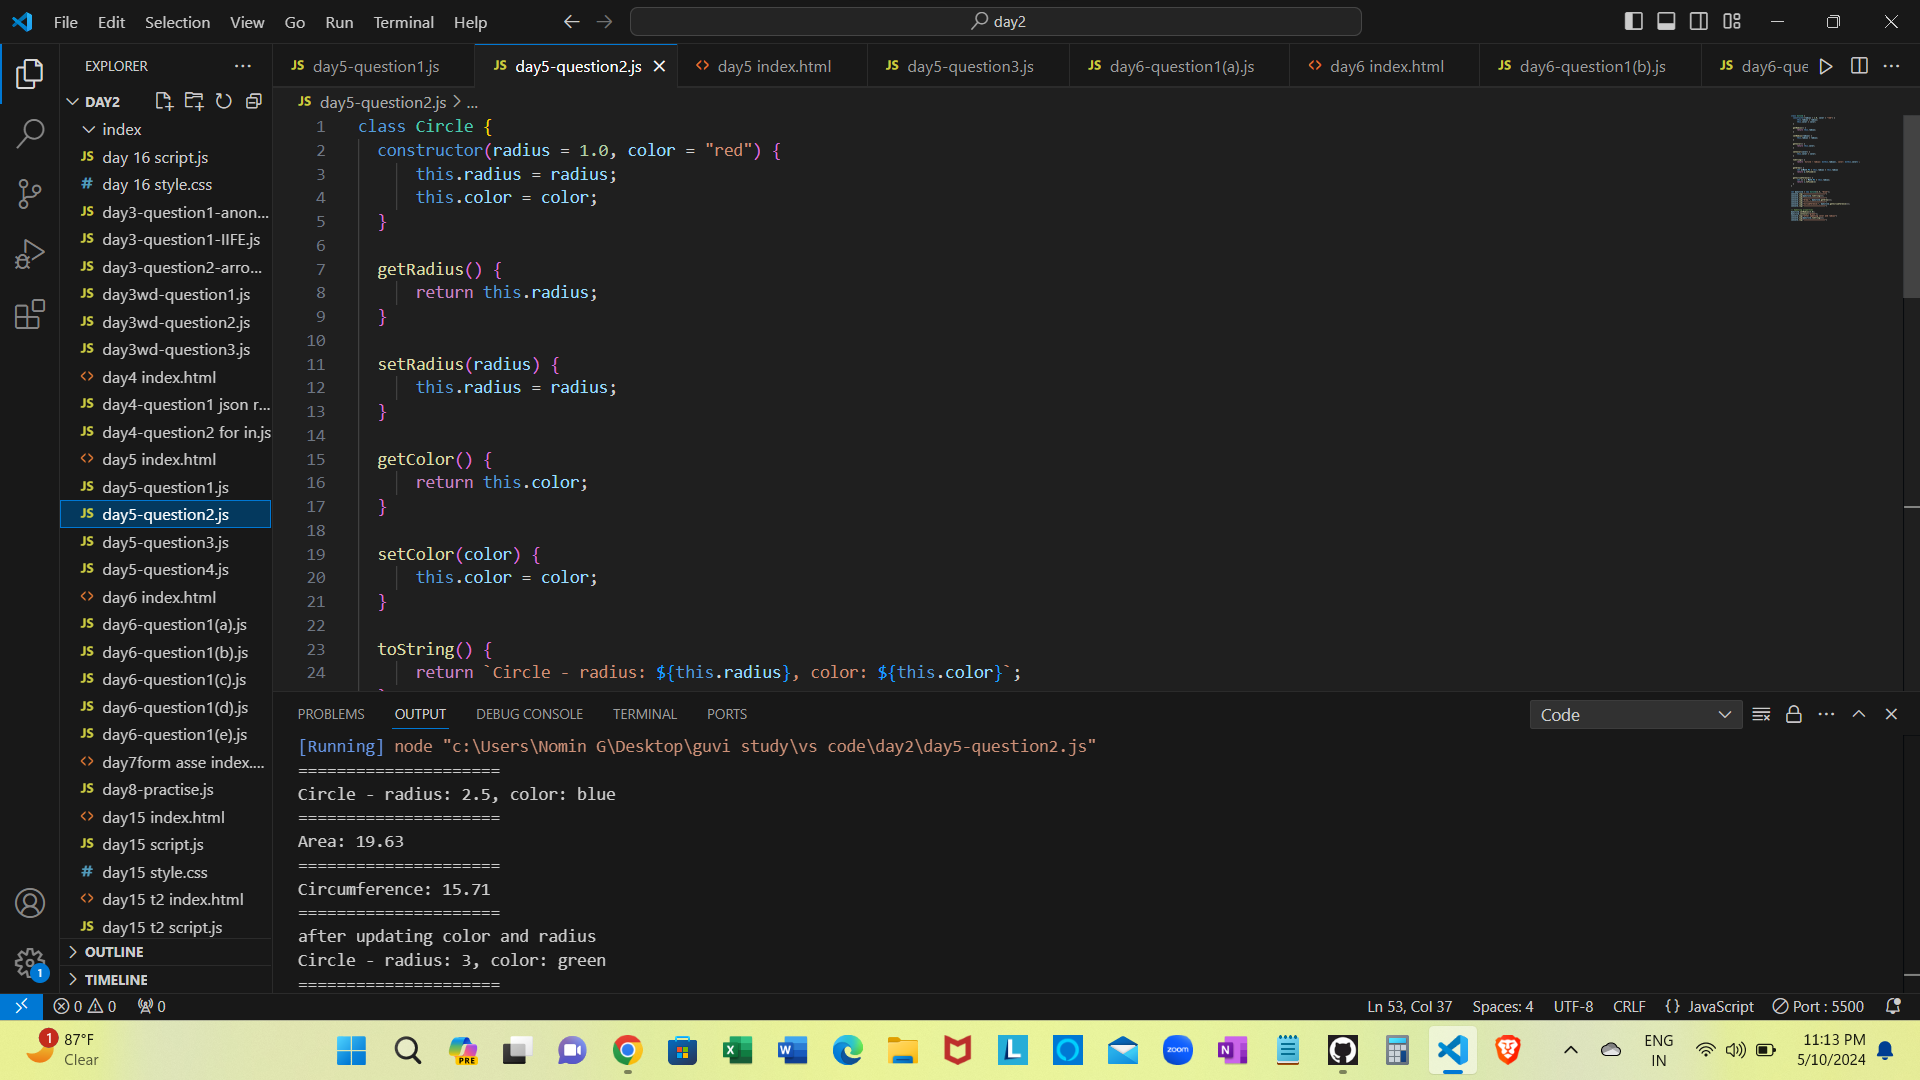 File Edit Selection View Go Run Terminal Help
day2
EXPLORER
DAY2
index
JS day 16 script.js
# day 16 style.css
JS day3-question1-anon...
JS day3-question1-IIFE.js
JS day3-question2-arro...
JS day3wd-question1.js
JS day3wd-question2.js
JS day3wd-question3.js
<> day4 index.html
JS day4-question1 json r...
JS day4-question2 for in.js
<> day5 index.html
JS day5-question1.js
JS day5-question2.js
JS day5-question3.js
JS day5-question4.js
<> day6 index.html
JS day6-question1(a).js
JS day6-question1(b).js
JS day6-question1(c).js
JS day6-question1(d).js
JS day6-question1(e).js
<> day7form asse index....
JS day8-practise.js
<> day15 index.html
JS day15 script.js
# day15 style.css
<> day15 t2 index.html
JS day15 t2 script.js
OUTLINE
TIMELINE
JS day5-question1.js JS day5-question2.js <> day5 index.html JS day5-question3.js JS day6-question1(a).js <> day6 index.html JS day6-question1(b).js JS day6-que
JS day5-question2.js > ...
1 class Circle {
2 constructor(radius = 1.0, color = "red") {
3 this.radius = radius;
4 this.color = color;
5 }
6
7 getRadius() {
8 return this.radius;
9 }
10
11 setRadius(radius) {
12 this.radius = radius;
13 }
14
15 getColor() {
16 return this.color;
17 }
18
19 setColor(color) {
20 this.color = color;
21 }
22
23 toString() {
24 return `Circle - radius: ${this.radius}, color: ${this.color}`;
PROBLEMS OUTPUT DEBUG CONSOLE TERMINAL PORTS
Code
[Running] node "c:\Users\Nomin G\Desktop\guvi study\vs code\day2\day5-question2.js"
=====================
Circle - radius: 2.5, color: blue
=====================
Area: 19.63
=====================
Circumference: 15.71
=====================
after updating color and radius
Circle - radius: 3, color: green
=====================
1
0 0 0
Ln 53, Col 37 Spaces: 4 UTF-8 CRLF {} JavaScript Port : 5500
1
87°F
Clear
PRE
zoom
ENG
IN
11:13 PM
5/10/2024